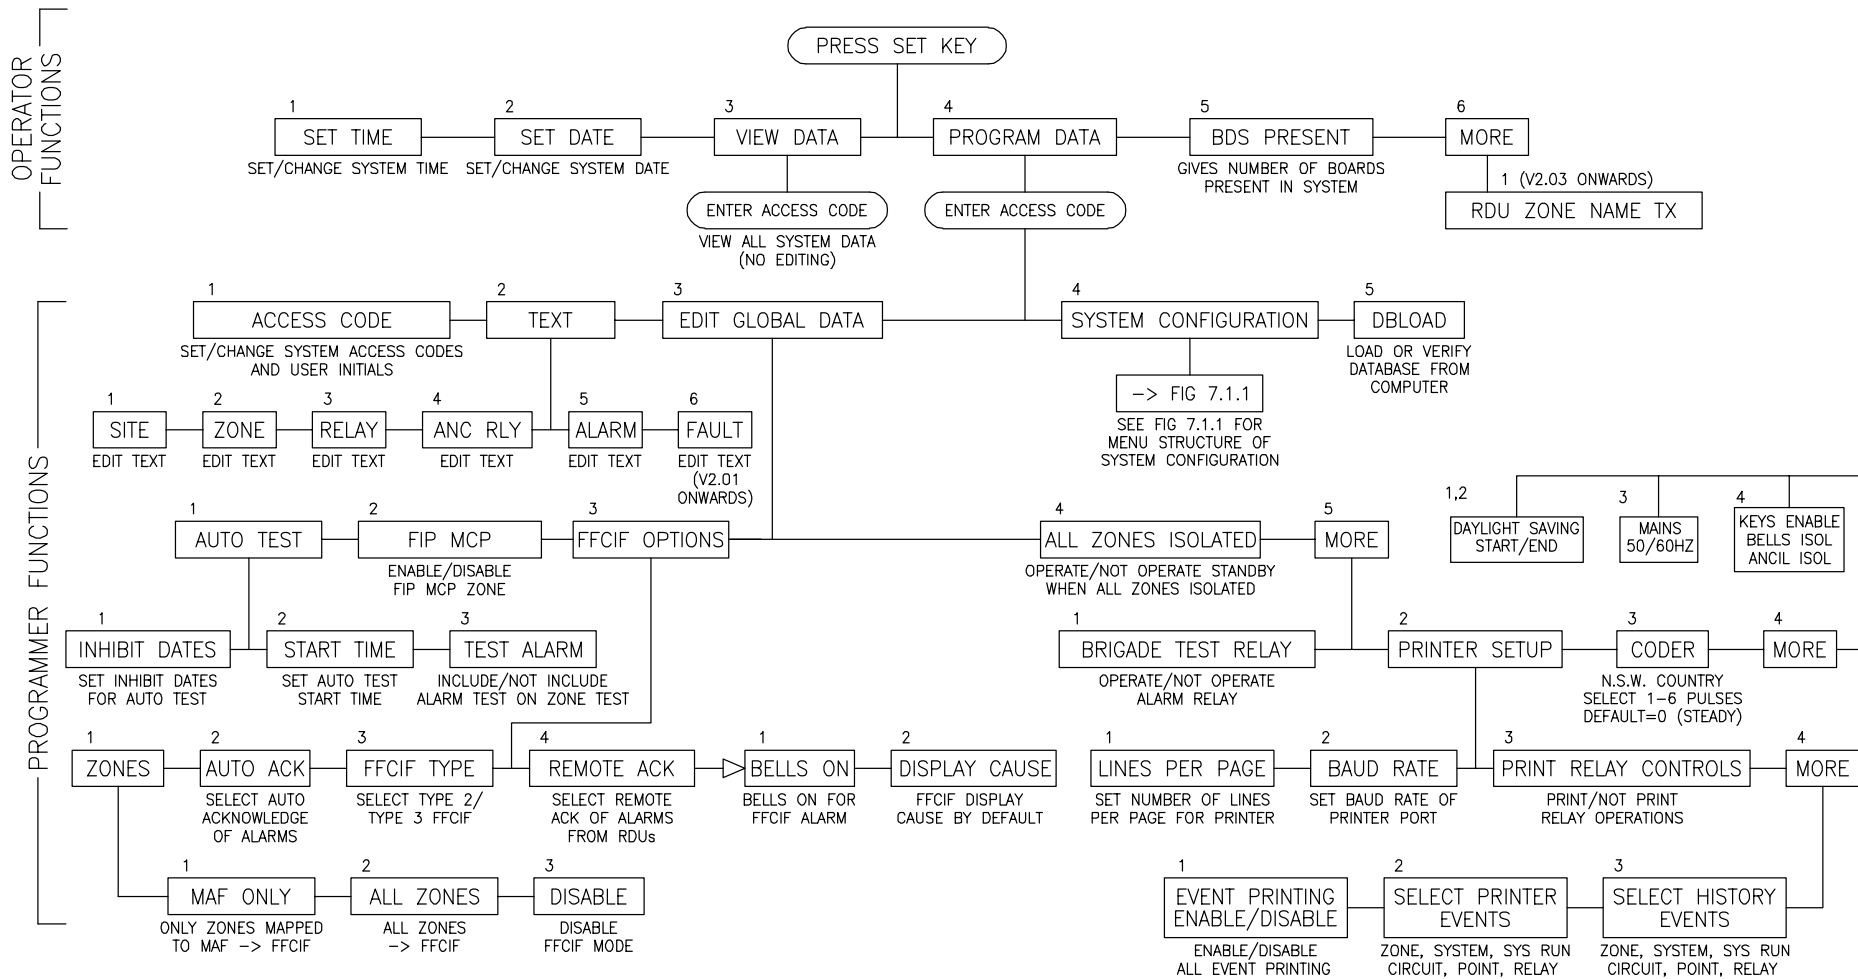 OPERATOR
FUNCTIONS
PRESS SET KEY
1
SET TIME
SET/CHANGE SYSTEM TIME
2
SET DATE
SET/CHANGE SYSTEM DATE
3
VIEW DATA
4
PROGRAM DATA
5
BDS PRESENT
GIVES NUMBER OF BOARDS
PRESENT IN SYSTEM
6
MORE
1 (V2.03 ONWARDS)
RDU ZONE NAME TX
ENTER ACCESS CODE
VIEW ALL SYSTEM DATA
(NO EDITING)
ENTER ACCESS CODE
PROGRAMMER FUNCTIONS
1
ACCESS CODE
SET/CHANGE SYSTEM ACCESS CODES
AND USER INITIALS
2
TEXT
3
EDIT GLOBAL DATA
4
SYSTEM CONFIGURATION
5
DBLOAD
LOAD OR VERIFY
DATABASE FROM
COMPUTER
-> FIG 7.1.1
SEE FIG 7.1.1 FOR
MENU STRUCTURE OF
SYSTEM CONFIGURATION
1
SITE
EDIT TEXT
2
ZONE
EDIT TEXT
3
RELAY
EDIT TEXT
4
ANC RLY
EDIT TEXT
5
ALARM
EDIT TEXT
6
FAULT
EDIT TEXT
(V2.01
ONWARDS)
1
AUTO TEST
2
FIP MCP
ENABLE/DISABLE
FIP MCP ZONE
3
FFCIF OPTIONS
4
ALL ZONES ISOLATED
OPERATE/NOT OPERATE STANDBY
WHEN ALL ZONES ISOLATED
5
MORE
1,2
DAYLIGHT SAVING
START/END
3
MAINS
50/60HZ
4
KEYS ENABLE
BELLS ISOL
ANCIL ISOL
1
INHIBIT DATES
SET INHIBIT DATES
FOR AUTO TEST
2
START TIME
SET AUTO TEST
START TIME
3
TEST ALARM
INCLUDE/NOT INCLUDE
ALARM TEST ON ZONE TEST
1
BRIGADE TEST RELAY
OPERATE/NOT OPERATE
ALARM RELAY
2
PRINTER SETUP
3
CODER
N.S.W. COUNTRY
SELECT 1-6 PULSES
DEFAULT=0 (STEADY)
4
MORE
1
ZONES
2
AUTO ACK
SELECT AUTO
ACKNOWLEDGE
OF ALARMS
3
FFCIF TYPE
SELECT TYPE 2/
TYPE 3 FFCIF
4
REMOTE ACK
SELECT REMOTE
ACK OF ALARMS
FROM RDUs
1
BELLS ON
BELLS ON FOR
FFCIF ALARM
2
DISPLAY CAUSE
FFCIF DISPLAY
CAUSE BY DEFAULT
1
LINES PER PAGE
SET NUMBER OF LINES
PER PAGE FOR PRINTER
2
BAUD RATE
SET BAUD RATE OF
PRINTER PORT
3
PRINT RELAY CONTROLS
PRINT/NOT PRINT
RELAY OPERATIONS
4
MORE
1
MAF ONLY
ONLY ZONES MAPPED
TO MAF -> FFCIF
2
ALL ZONES
ALL ZONES
-> FFCIF
3
DISABLE
DISABLE
FFCIF MODE
1
EVENT PRINTING
ENABLE/DISABLE
ENABLE/DISABLE
ALL EVENT PRINTING
2
SELECT PRINTER
EVENTS
ZONE, SYSTEM, SYS RUN
CIRCUIT, POINT, RELAY
3
SELECT HISTORY
EVENTS
ZONE, SYSTEM, SYS RUN
CIRCUIT, POINT, RELAY